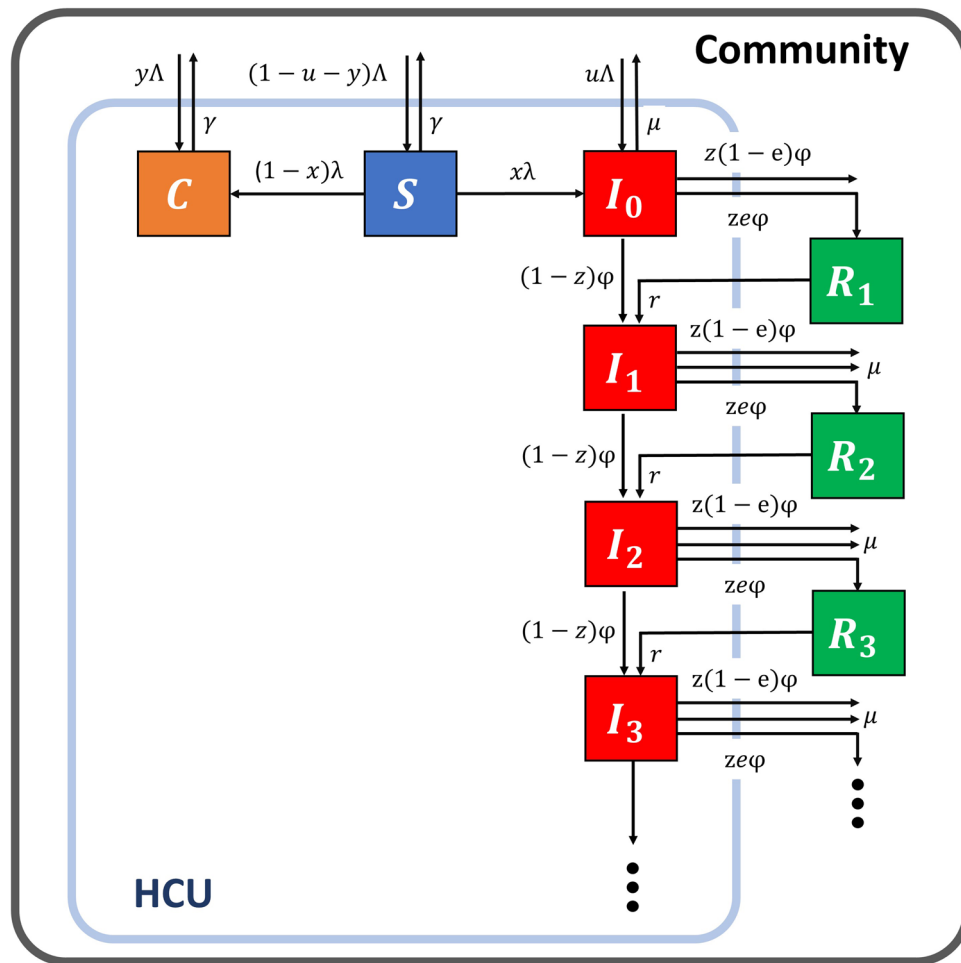 Community
yΛ
(1 − u − y)Λ
uΛ
γ
γ
μ
C
(1 − x)λ
S
xλ
I₀
z(1 − e)φ
zeφ
(1 − z)φ
r
R₁
I₁
z(1 − e)φ
μ
zeφ
(1 − z)φ
r
R₂
I₂
z(1 − e)φ
μ
zeφ
(1 − z)φ
r
R₃
I₃
z(1 − e)φ
μ
zeφ
HCU